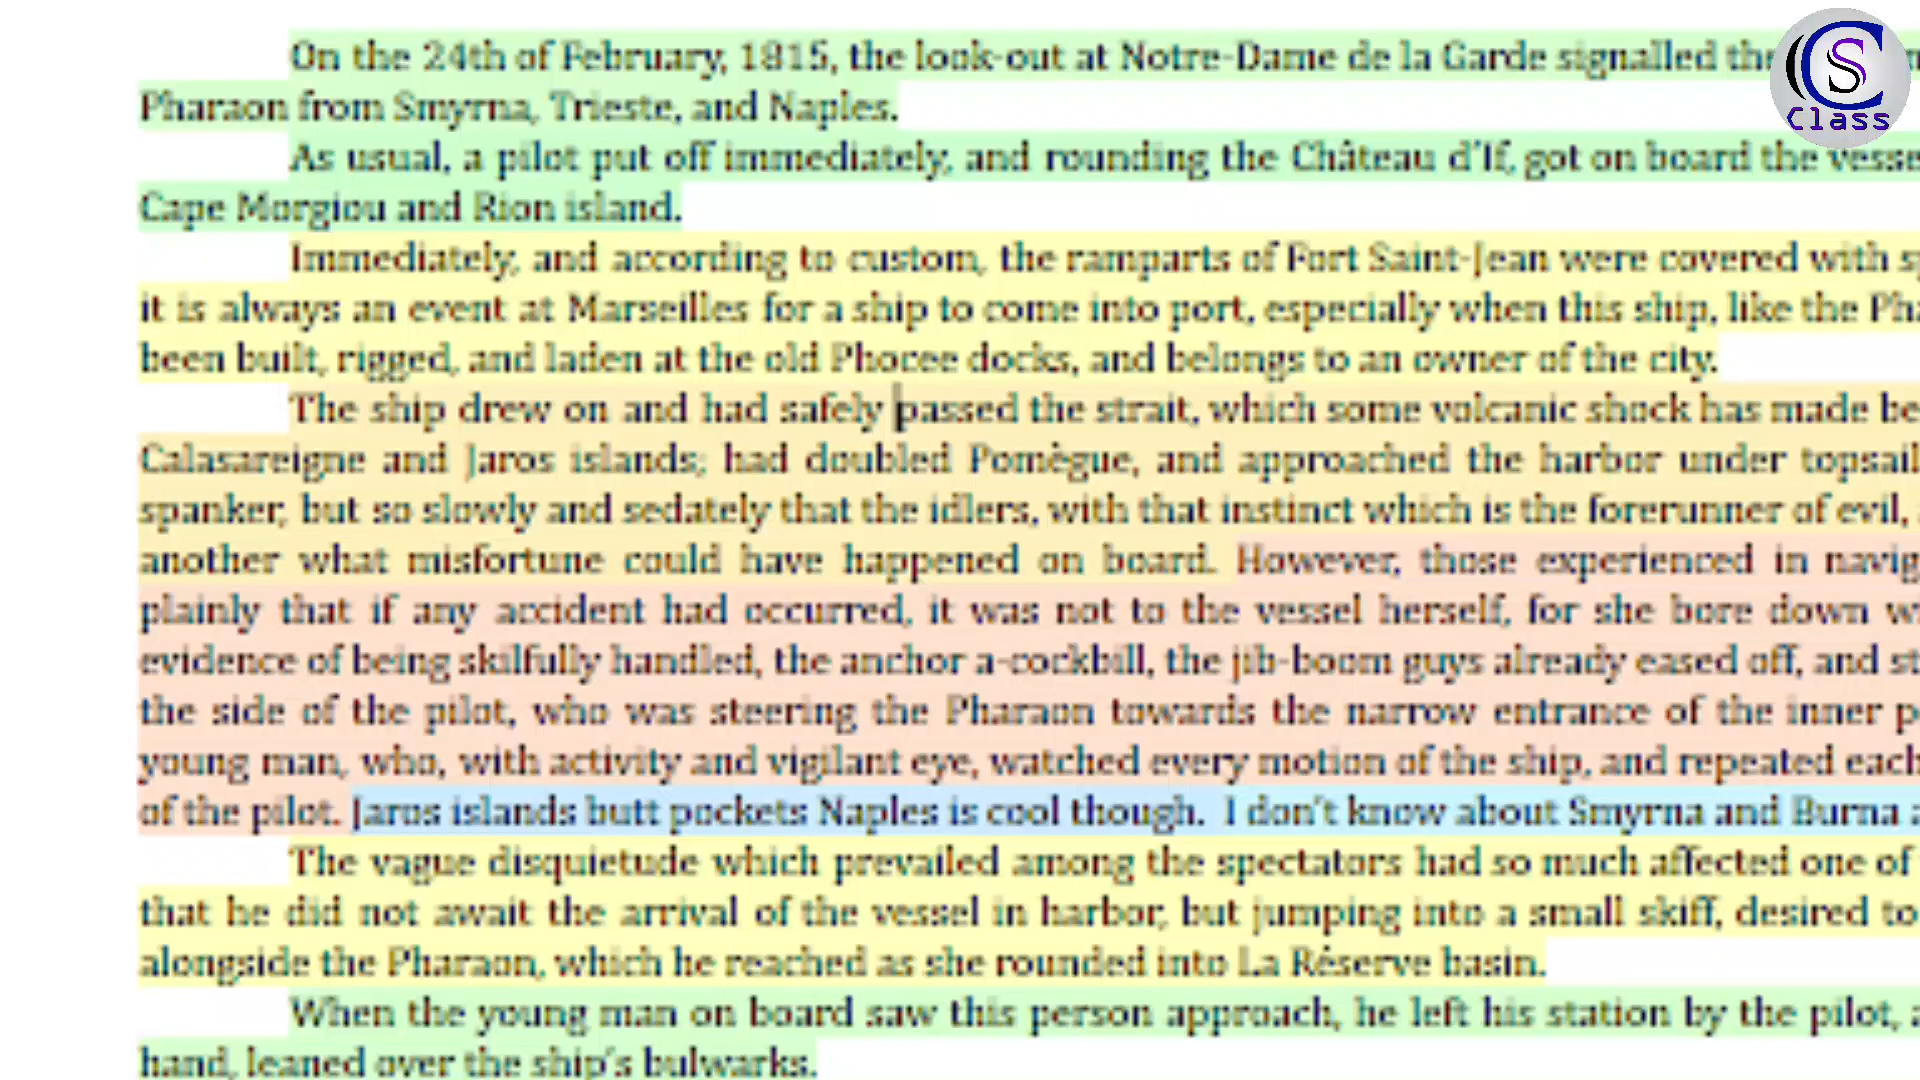 On the 24th of February, 1815, the look-out at Notre-Dame de la Garde signalled the
Pharaon from Smyrna, Trieste, and Naples.
As usual, a pilot put off immediately, and rounding the Château d'If, got on board the vesse
Cape Morgiou and Rion island.
Immediately, and according to custom, the ramparts of Fort Saint-Jean were covered with sp
it is always an event at Marseilles for a ship to come into port, especially when this ship, like the Pha
been built, rigged, and laden at the old Phocee docks, and belongs to an owner of the city.
The ship drew on and had safely passed the strait, which some volcanic shock has made be
Calasareigne and Jaros islands; had doubled Pomègue, and approached the harbor under topsail
spanker, but so slowly and sedately that the idlers, with that instinct which is the forerunner of evil,
another what misfortune could have happened on board. However, those experienced in navig
plainly that if any accident had occurred, it was not to the vessel herself, for she bore down w
evidence of being skilfully handled, the anchor a-cockbill, the jib-boom guys already eased off, and st
the side of the pilot, who was steering the Pharaon towards the narrow entrance of the inner p
young man, who, with activity and vigilant eye, watched every motion of the ship, and repeated each
of the pilot. Jaros islands butt pockets Naples is cool though. I don't know about Smyrna and Burna a
The vague disquietude which prevailed among the spectators had so much affected one of
that he did not await the arrival of the vessel in harbor, but jumping into a small skiff, desired to
alongside the Pharaon, which he reached as she rounded into La Réserve basin.
When the young man on board saw this person approach, he left his station by the pilot, a
hand, leaned over the ship's bulwarks.
CS
Class